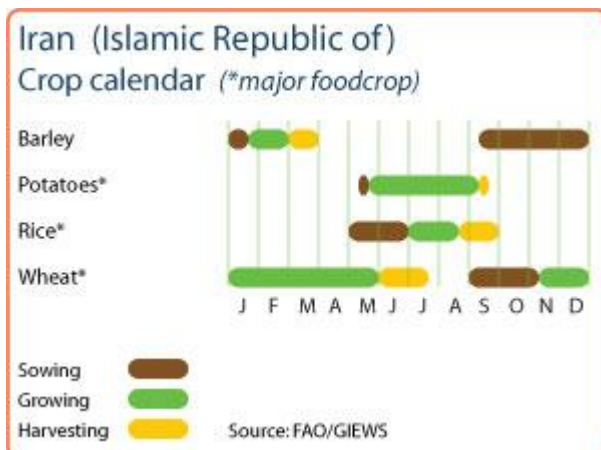 Iran (Islamic Republic of)
Crop calendar (*major foodcrop)
Barley
Potatoes*
Rice*
Wheat*
J F M A M J J A S O N D
Sowing
Growing
Harvesting
Source: FAO/GIEWS